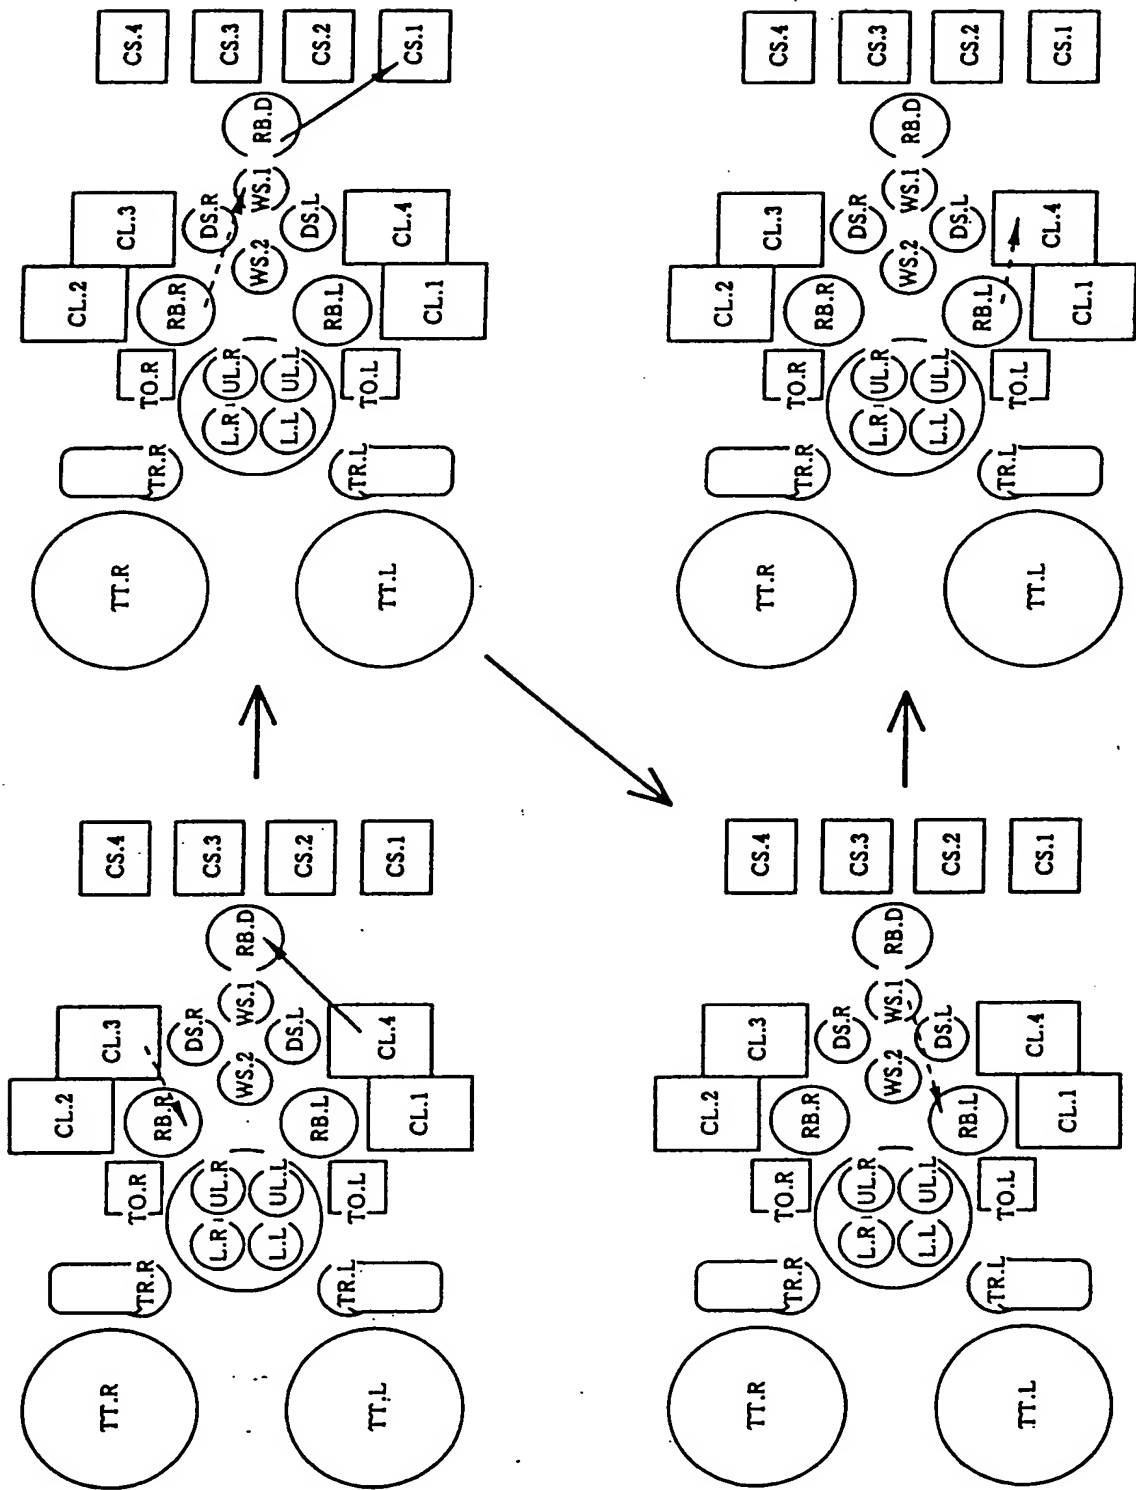 CL.2
TT.R CL.3 CS.4
TO.R
TR.R RB.R
DS.R CS.3
L.R UL.R
WS.2 WS.1 RB.D
L.L UL.L
DS.L CS.2
RB.L
TR.L TO.L
TT.L CL.4 CS.1
CL.1
CL.2
TT.R CL.3 CS.4
TO.R
TR.R RB.R
DS.R CS.3
L.R UL.R
WS.2 WS.1 RB.D
L.L UL.L
DS.L CS.2
RB.L
TR.L TO.L
TT.L CL.4 CS.1
CL.1
CL.2
TT.R CL.3 CS.4
TO.R
TR.R RB.R
DS.R CS.3
L.R UL.R
WS.2 WS.1 RB.D
L.L UL.L
DS.L CS.2
RB.L
TR.L TO.L
TT.L CL.4 CS.1
CL.1
CL.2
TT.R CL.3 CS.4
TO.R
TR.R RB.R
DS.R CS.3
L.R UL.R
WS.2 WS.1 RB.D
L.L UL.L
DS.L CS.2
RB.L
TR.L TO.L
TT.L CL.4 CS.1
CL.1